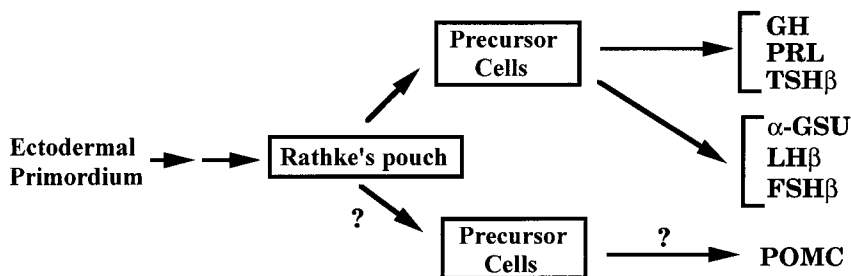 Ectodermal
Primordium
Rathke's pouch
Precursor
Cells
GH
PRL
TSHβ
α-GSU
LHβ
FSHβ
?
Precursor
Cells
?
POMC